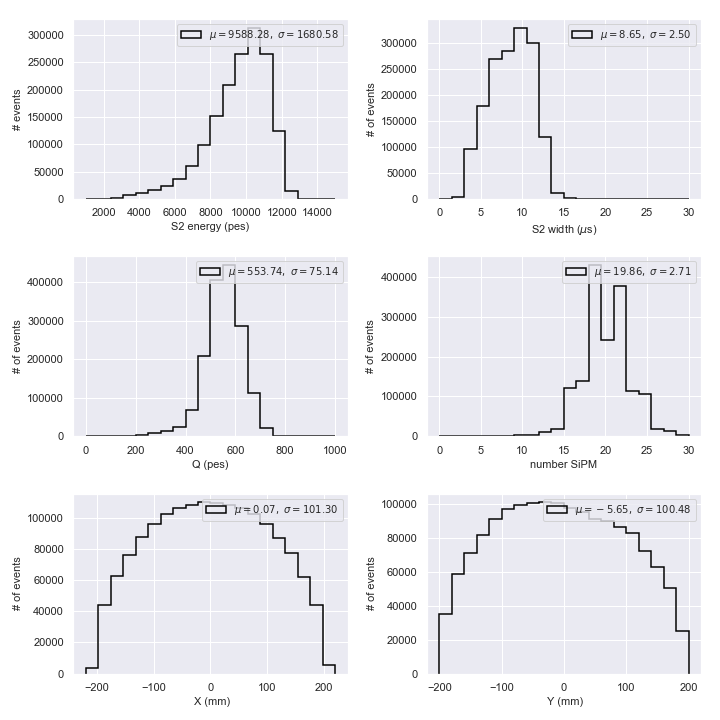 μ = 9588.28, σ = 1680.58
300000
250000
200000
150000
100000
50000
0
# events
2000 4000 6000 8000 10000 12000 14000
S2 energy (pes)
μ = 8.65, σ = 2.50
300000
250000
200000
150000
100000
50000
0
# of events
0 5 10 15 20 25 30
S2 width (μs)
μ = 553.74, σ = 75.14
400000
300000
200000
100000
0
# of events
0 200 400 600 800 1000
Q (pes)
μ = 19.86, σ = 2.71
400000
300000
200000
100000
0
# of events
0 5 10 15 20 25 30
number SiPM
μ = 0.07, σ = 101.30
100000
80000
60000
40000
20000
0
# of events
−200 −100 0 100 200
X (mm)
μ = −5.65, σ = 100.48
100000
80000
60000
40000
20000
0
# of events
−200 −100 0 100 200
Y (mm)